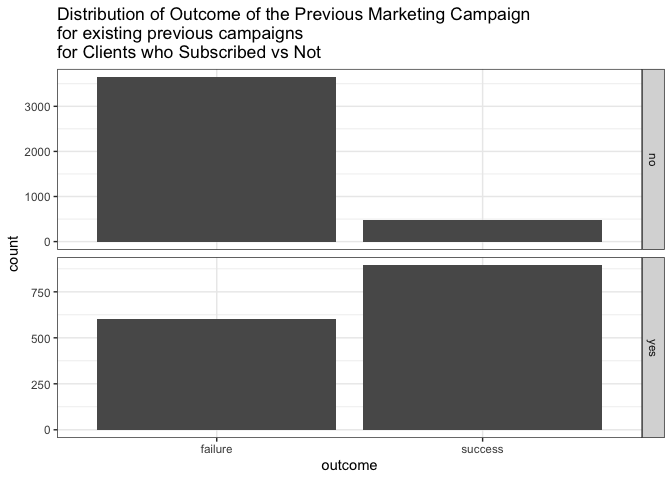 Distribution of Outcome of the Previous Marketing Campaign
for existing previous campaigns
for Clients who Subscribed vs Not
3000
2000
1000
0
no
count
750
500
250
0
yes
failure success
outcome